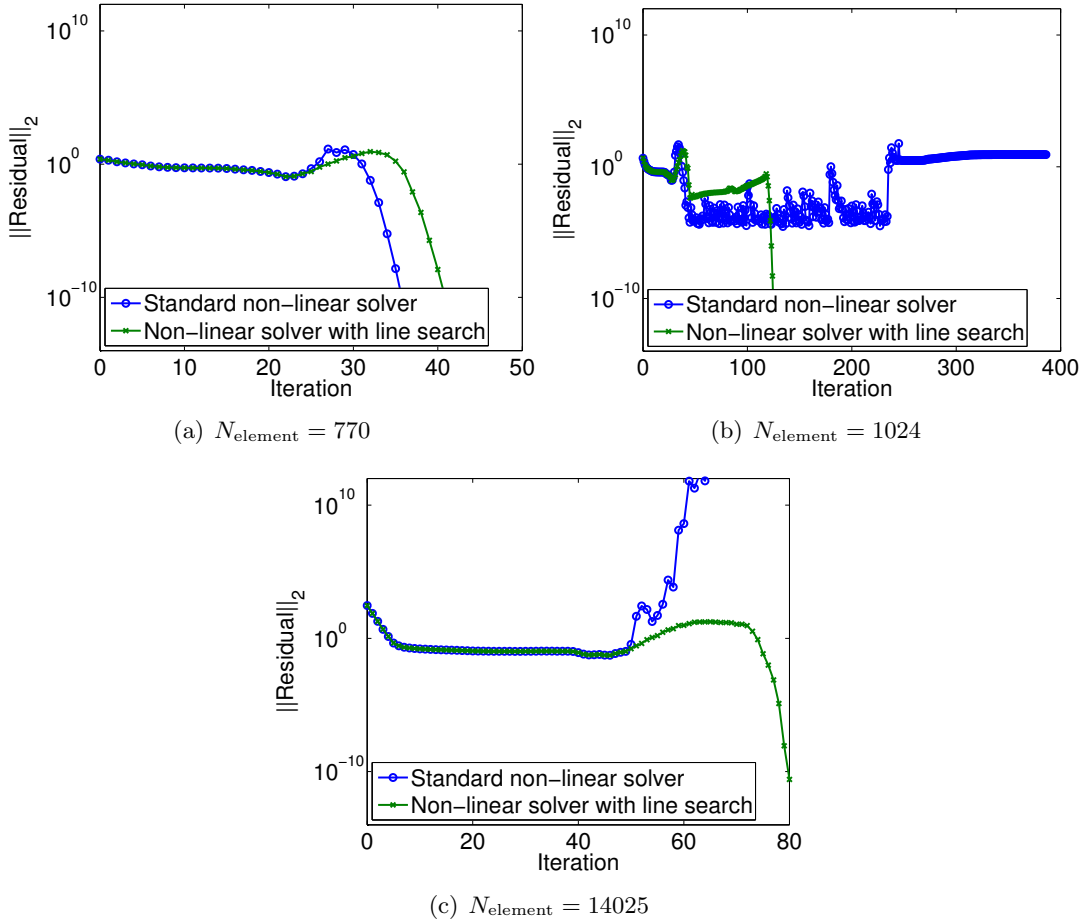 10^10
10^0
10^−10
||Residual||_2
Standard non−linear solver
Non−linear solver with line search
0 10 20 30 40 50
Iteration
(a) N_element = 770
10^10
10^0
10^−10
||Residual||_2
Standard non−linear solver
Non−linear solver with line search
0 100 200 300 400
Iteration
(b) N_element = 1024
10^10
10^0
10^−10
||Residual||_2
Standard non−linear solver
Non−linear solver with line search
0 20 40 60 80
Iteration
(c) N_element = 14025